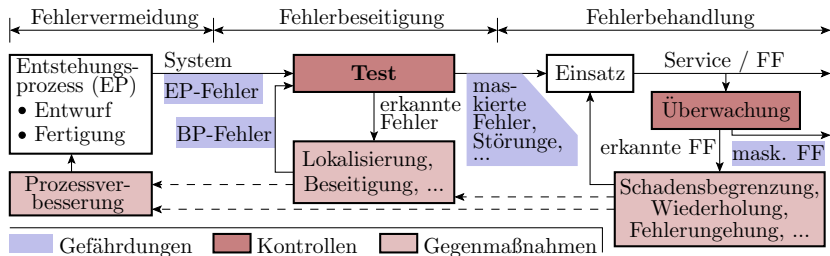 Fehlervermeidung
Fehlerbeseitigung
Fehlerbehandlung
Entstehungs-
prozess (EP)
• Entwurf
• Fertigung
System
EP-Fehler
BP-Fehler
Test
erkannte
Fehler
Lokalisierung,
Beseitigung, ...
mas-
kierte
Fehler,
Störunge,
...
Einsatz
Service / FF
Überwachung
erkannte FF
mask. FF
Prozessver-
besserung
Schadensbegrenzung,
Wiederholung,
Fehlerungehung, ...
Gefährdungen
Kontrollen
Gegenmaßnahmen